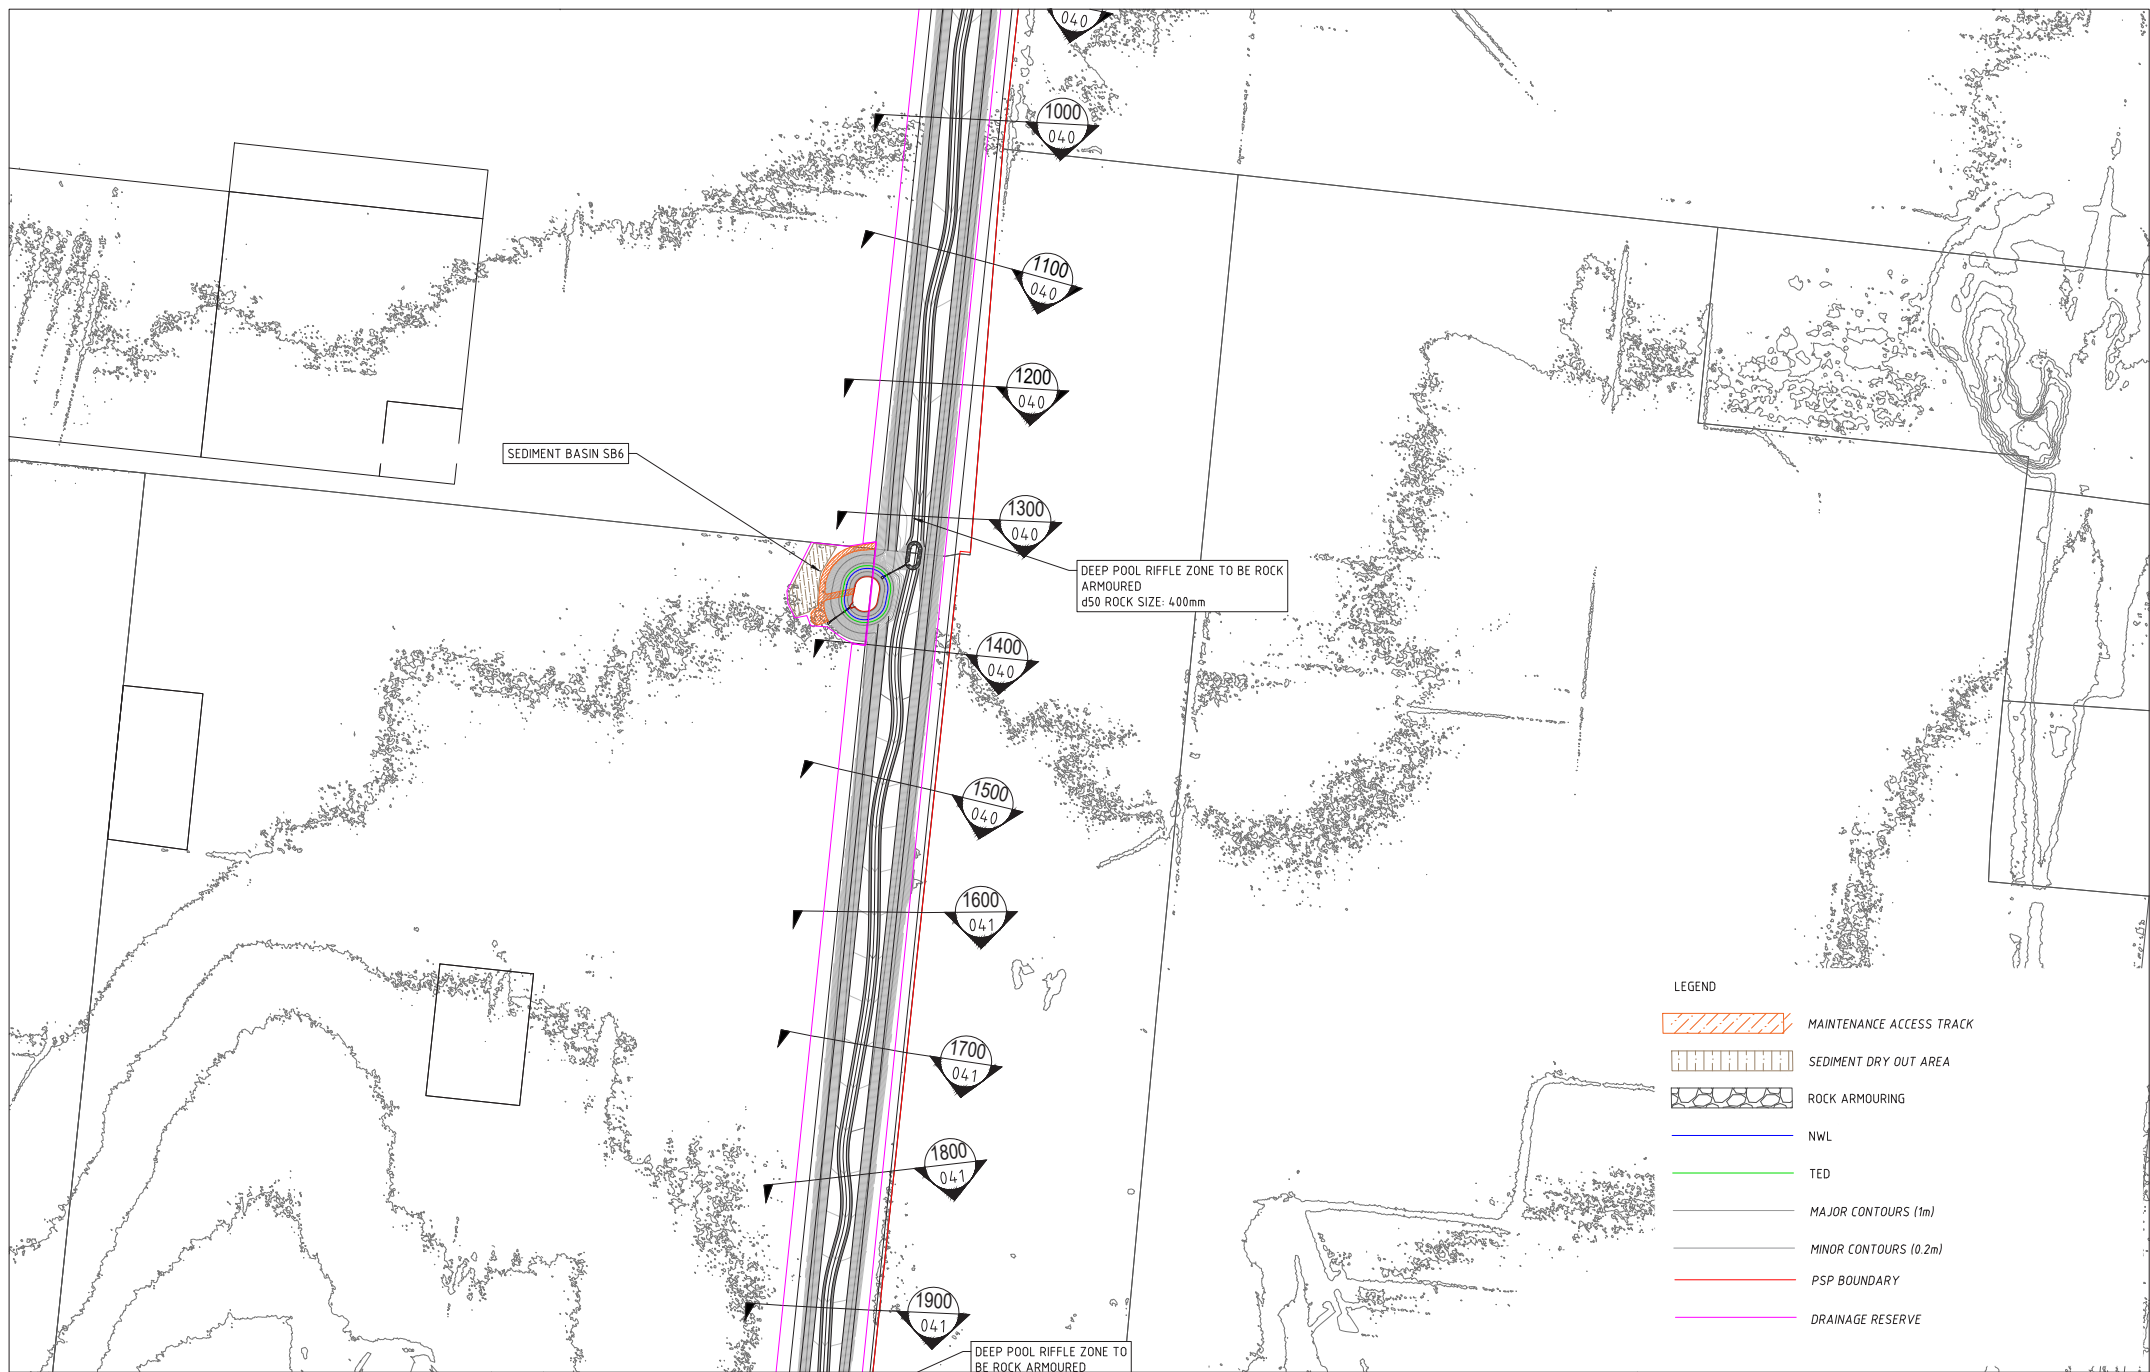 040
1000
040
1100
040
1200
040
SEDIMENT BASIN SB6
1300
040
DEEP POOL RIFFLE ZONE TO BE ROCK
ARMOURED
d50 ROCK SIZE: 400mm
1400
040
1500
040
1600
041
1700
041
1800
041
1900
041
DEEP POOL RIFFLE ZONE TO
BE ROCK ARMOURED
LEGEND
MAINTENANCE ACCESS TRACK
SEDIMENT DRY OUT AREA
ROCK ARMOURING
NWL
TED
MAJOR CONTOURS (1m)
MINOR CONTOURS (0.2m)
PSP BOUNDARY
DRAINAGE RESERVE